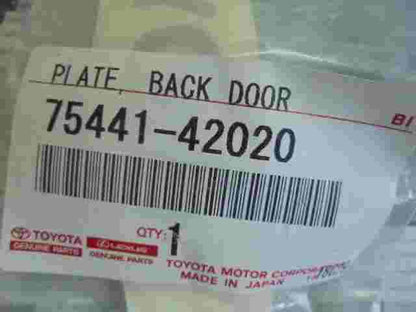 PLATE, BACK DOOR
BI
75441-42020
QTY: 1
TOYOTA
GENUINE PARTS
LEXUS
GENUINE PARTS
TOYOTA MOTOR CORPORATION
MADE IN JAPAN